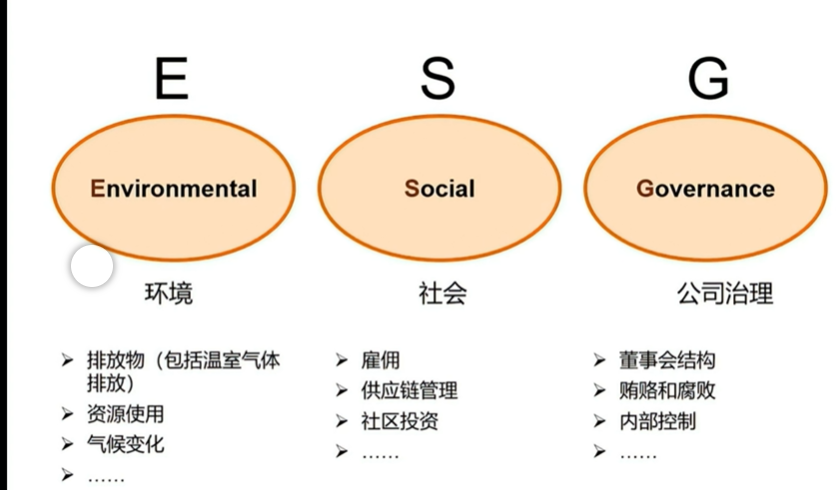 E
S
G
Environmental
Social
Governance
环境
社会
公司治理
排放物（包括温室气体
排放）
资源使用
气候变化
……
雇佣
供应链管理
社区投资
……
董事会结构
贿赂和腐败
内部控制
……